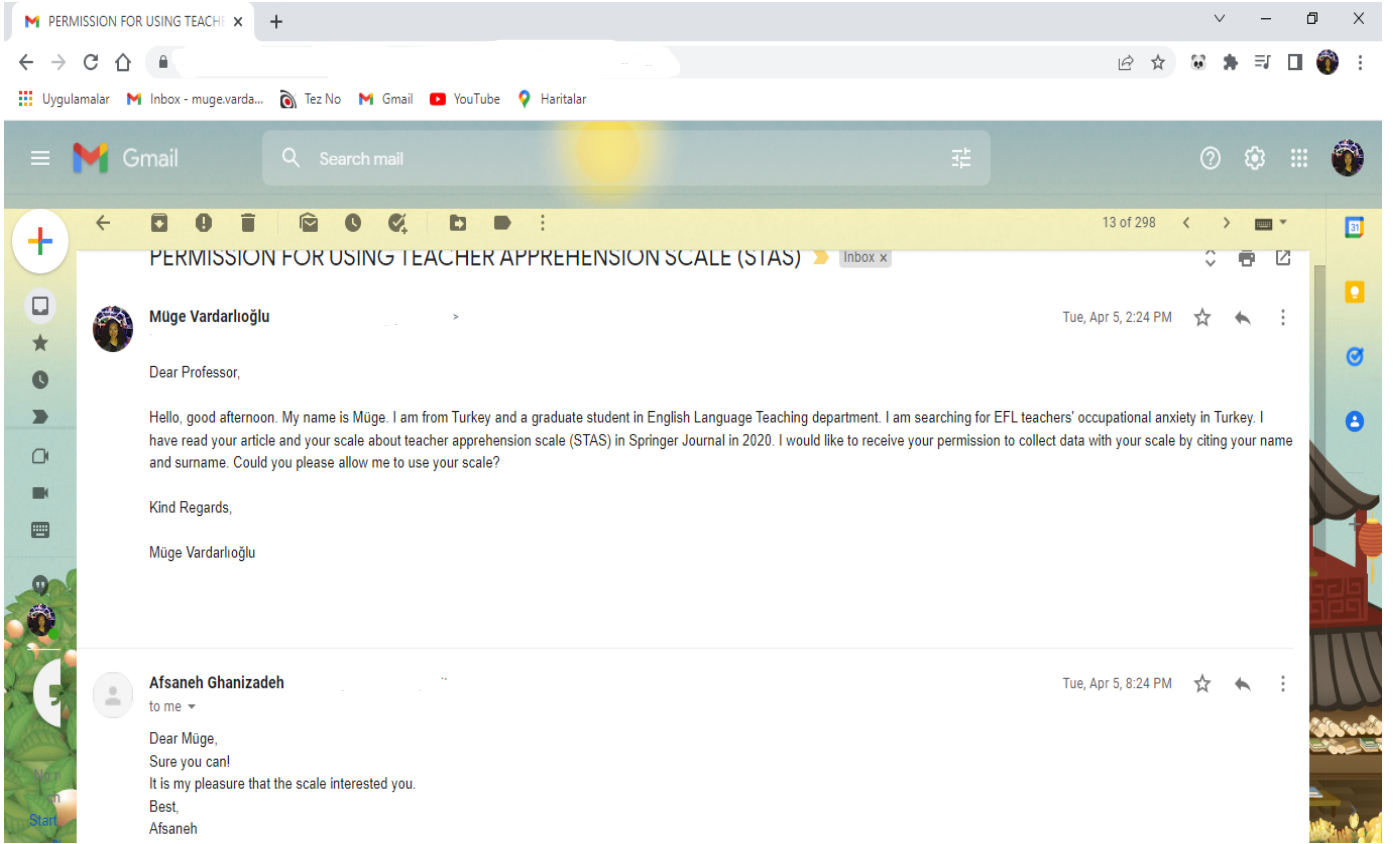 PERMISSION FOR USING TEACHE
Uygulamalar Inbox - muge.varda... Tez No Gmail YouTube Haritalar
Gmail Search mail
13 of 298
31
PERMISSION FOR USING TEACHER APPREHENSION SCALE (STAS) Inbox x
Müge Vardarlıoğlu > Tue, Apr 5, 2:24 PM
Dear Professor,
Hello, good afternoon. My name is Müge. I am from Turkey and a graduate student in English Language Teaching department. I am searching for EFL teachers' occupational anxiety in Turkey. I
have read your article and your scale about teacher apprehension scale (STAS) in Springer Journal in 2020. I would like to receive your permission to collect data with your scale by citing your name
and surname. Could you please allow me to use your scale?
Kind Regards,
Müge Vardarlıoğlu
Afsaneh Ghanizadeh Tue, Apr 5, 8:24 PM
to me
Dear Müge,
Sure you can!
It is my pleasure that the scale interested you.
Best,
Afsaneh
Start